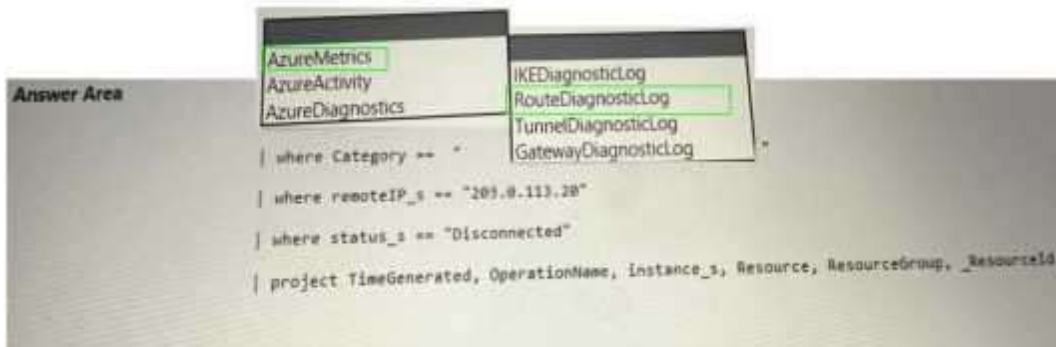 AzureMetrics
AzureActivity
AzureDiagnostics
IKEDiagnosticLog
RouteDiagnosticLog
TunnelDiagnosticLog
GatewayDiagnosticLog
Answer Area
| where Category == " "
| where remoteIP_s == "203.0.113.20"
| where status_s == "Disconnected"
| project TimeGenerated, OperationName, instance_s, Resource, ResourceGroup, _ResourceId